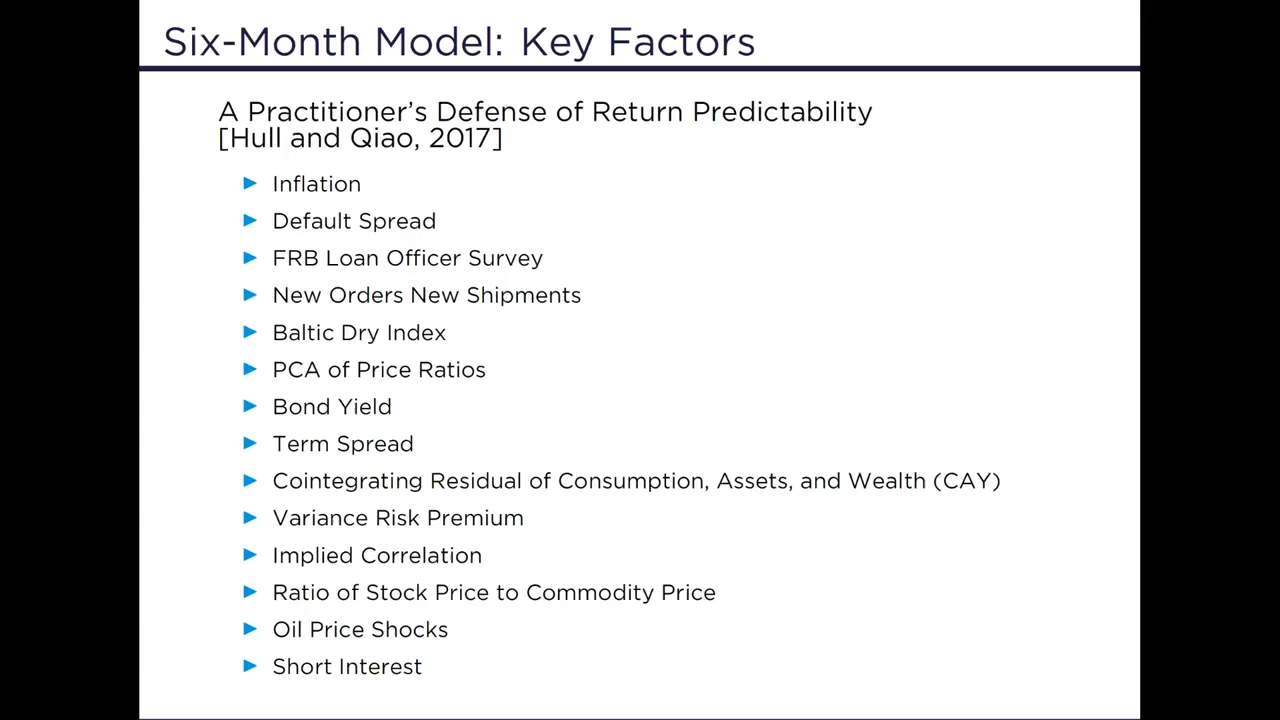 Six-Month Model: Key Factors
A Practitioner’s Defense of Return Predictability
[Hull and Qiao, 2017]
Inflation
Default Spread
FRB Loan Officer Survey
New Orders New Shipments
Baltic Dry Index
PCA of Price Ratios
Bond Yield
Term Spread
Cointegrating Residual of Consumption, Assets, and Wealth (CAY)
Variance Risk Premium
Implied Correlation
Ratio of Stock Price to Commodity Price
Oil Price Shocks
Short Interest